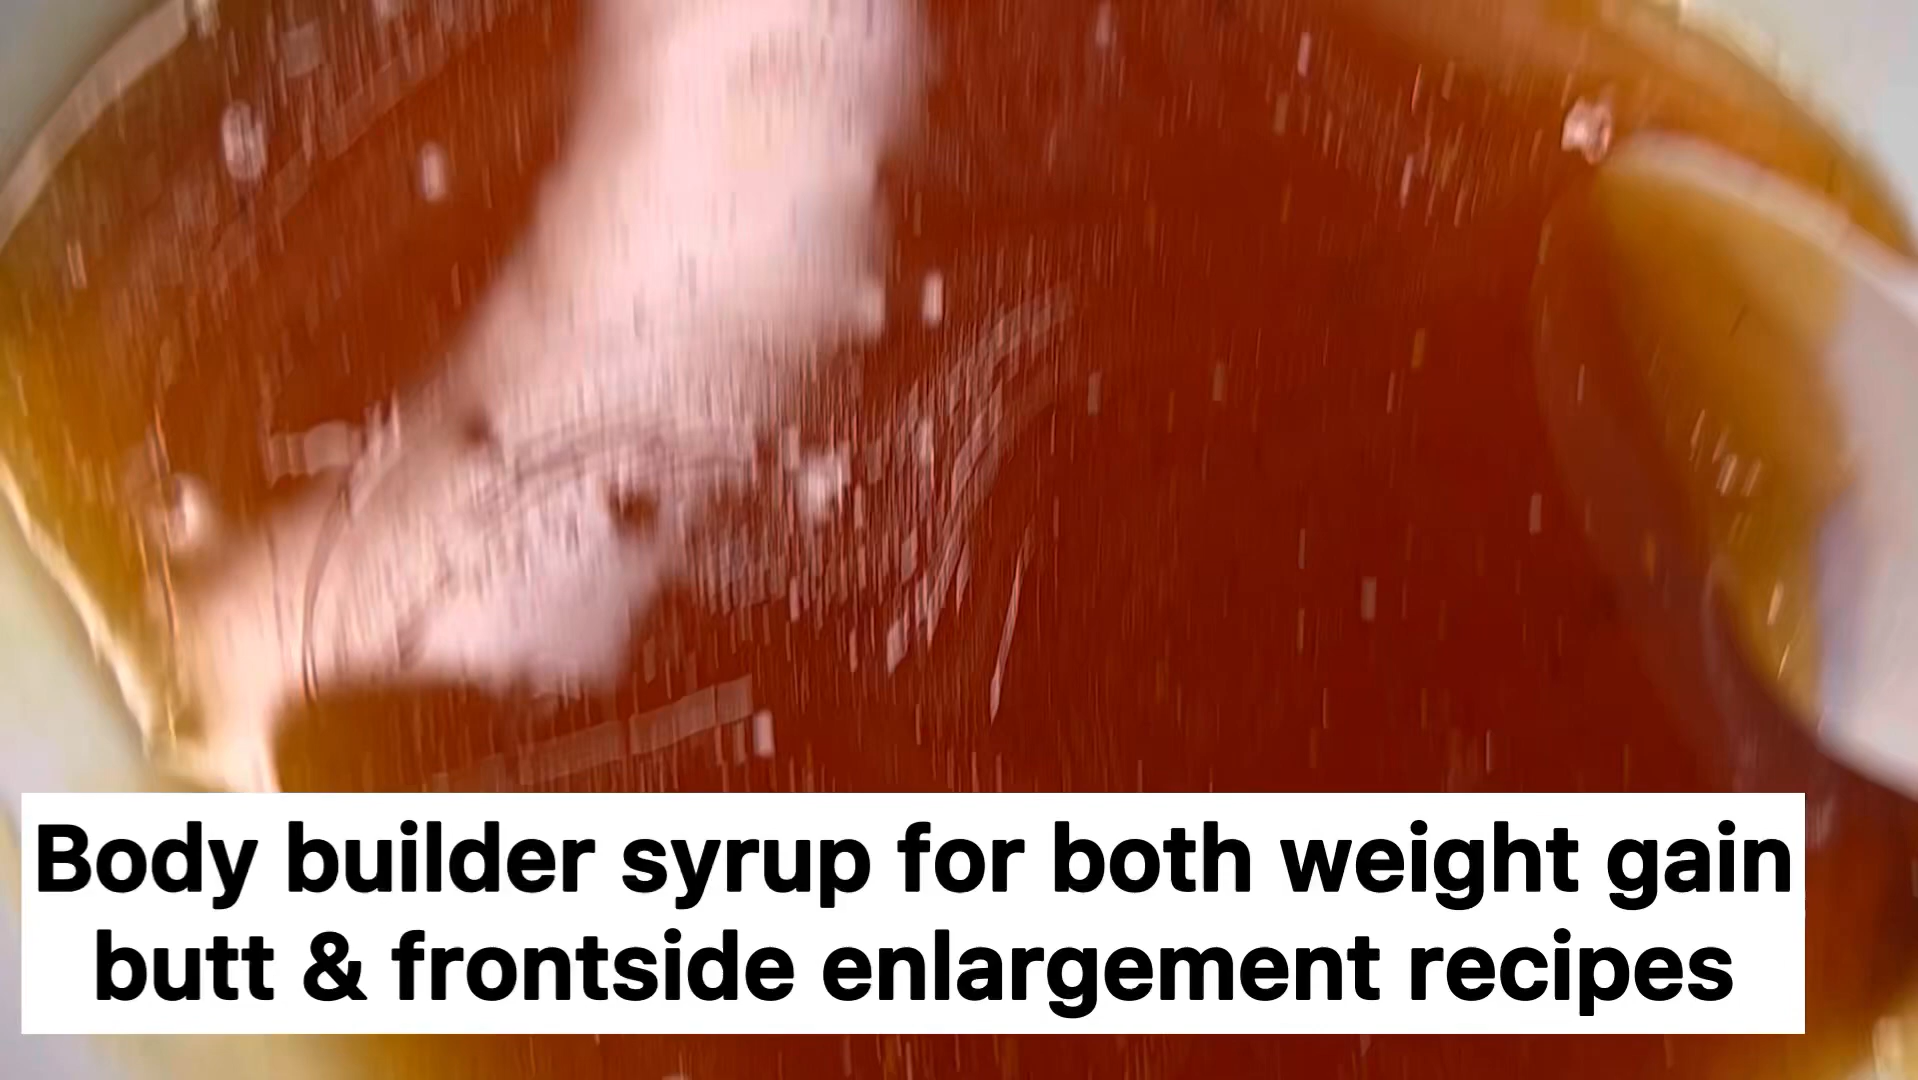 Body builder syrup for both weight gain
butt & frontside enlargement recipes